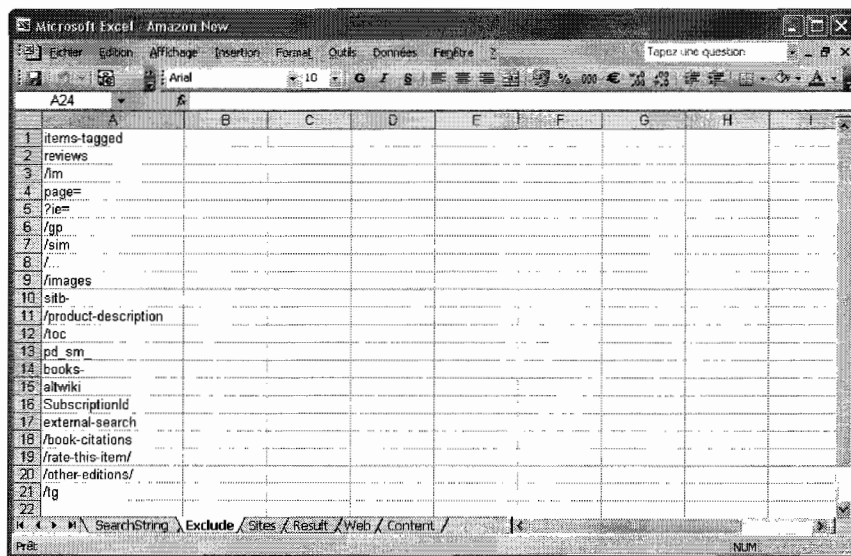 Microsoft Excel - Amazon New
Fichier Edition Affichage Insertion Format Outils Données Fenêtre ? Tapez une question
Arial 10 G I S % 000 €
A24
A B C D E F G H I
1 items-tagged
2 reviews
3 /lm
4 page=
5 ?ie=
6 /gp
7 /sim
8 /...
9 /images
10 sitb-
11 /product-description
12 /toc
13 pd_sm_
14 books-
15 altwiki
16 SubscriptionId
17 external-search
18 /book-citations
19 /rate-this-item/
20 /other-editions/
21 /tg
22
SearchString Exclude Sites Result Web Content
Prêt NUM